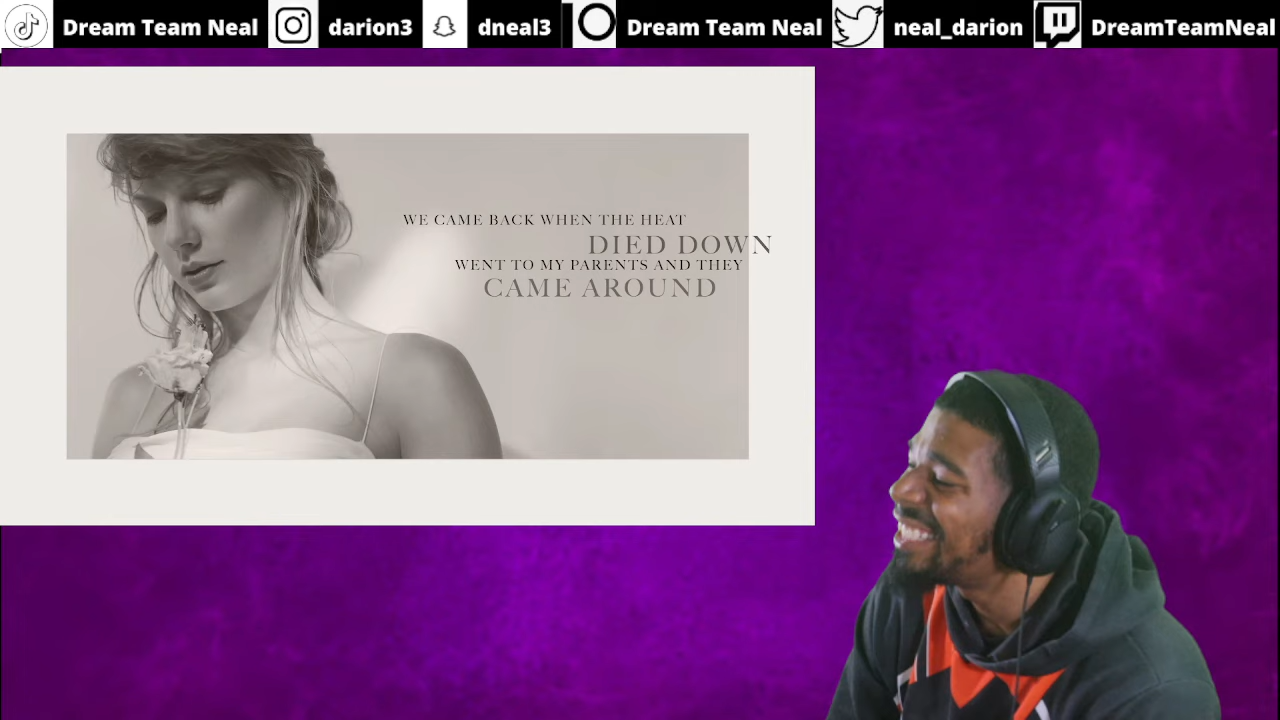 Dream Team Neal darion3 dneal3 Dream Team Neal neal_darion DreamTeamNeal
WE CAME BACK WHEN THE HEAT
DIED DOWN
WENT TO MY PARENTS AND THEY
CAME AROUND